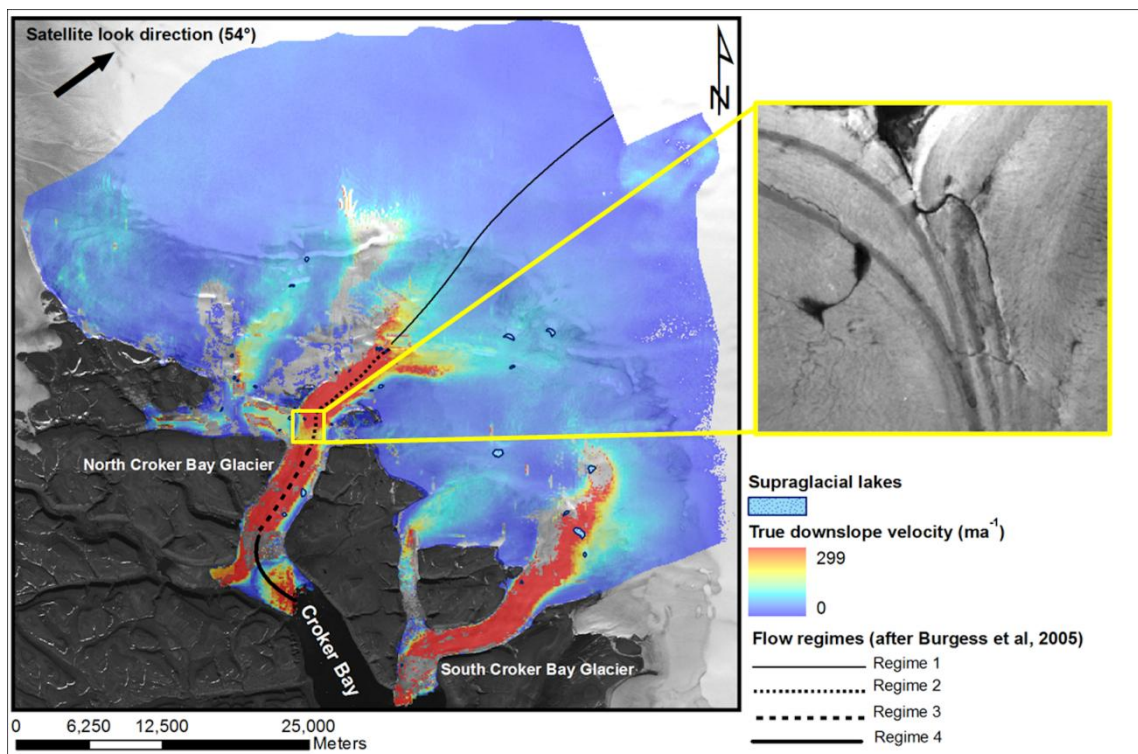 Satellite look direction (54°)
N
North Croker Bay Glacier
Croker Bay
South Croker Bay Glacier
0 6,250 12,500 25,000
Meters
Supraglacial lakes
True downslope velocity (ma⁻¹)
299
0
Flow regimes (after Burgess et al, 2005)
Regime 1
Regime 2
Regime 3
Regime 4